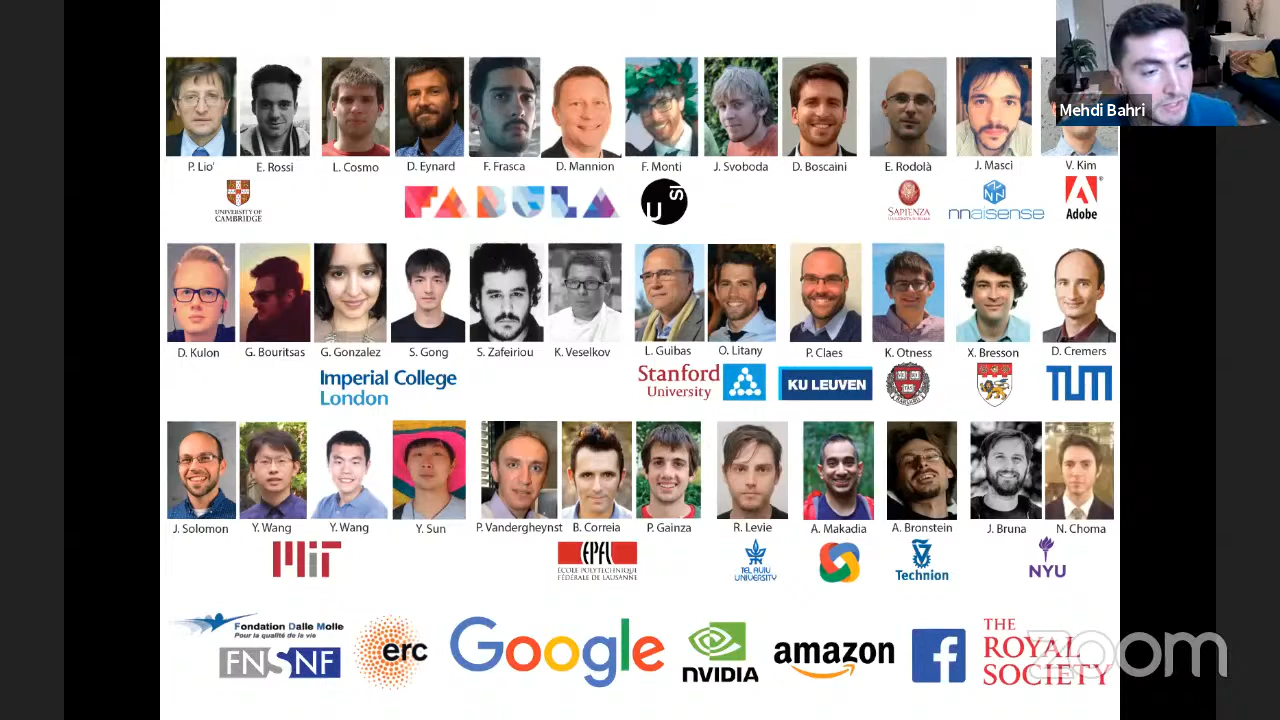 Mehdi Bahri
P. Lio'
E. Rossi
L. Cosmo
D. Eynard
F. Frasca
D. Mannion
F. Monti
J. Svoboda
D. Boscaini
E. Rodolà
J. Masci
V. Kim
UNIVERSITY OF
CAMBRIDGE
FABULA
USI
SAPIENZA
nnaisense
Adobe
D. Kulon
G. Bouritsas
G. Gonzalez
S. Gong
S. Zafeiriou
K. Veselkov
L. Guibas
O. Litany
P. Claes
K. Otness
X. Bresson
D. Cremers
Imperial College
London
Stanford
University
KU LEUVEN
HARVARD
TUM
J. Solomon
Y. Wang
Y. Wang
Y. Sun
P. Vandergheynst
B. Correia
P. Gainza
R. Levie
A. Makadia
A. Bronstein
J. Bruna
N. Choma
MIT
EPFL
ÉCOLE POLYTECHNIQUE
FÉDÉRALE DE LAUSANNE
TEL AVIV
UNIVERSITY
Technion
NYU
Fondation Dalle Molle
Pour la qualité de la vie
FNSNF
erc
Google
NVIDIA
amazon
f
THE
ROYAL
SOCIETY
zoom